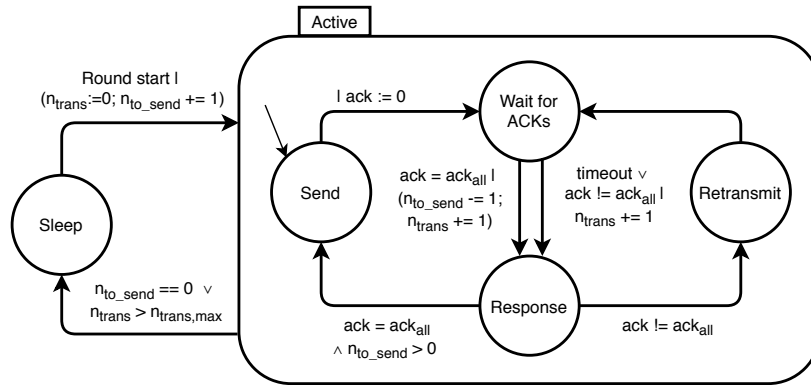 Active
Round start |
(n_trans:=0; n_to_send += 1)
| ack := 0
Wait for
ACKs
Send
ack = ack_all |
(n_to_send -= 1;
n_trans += 1)
timeout ∨
ack != ack_all |
n_trans += 1
Retransmit
Sleep
n_to_send == 0 ∨
n_trans > n_trans,max
Response
ack = ack_all
∧ n_to_send > 0
ack != ack_all